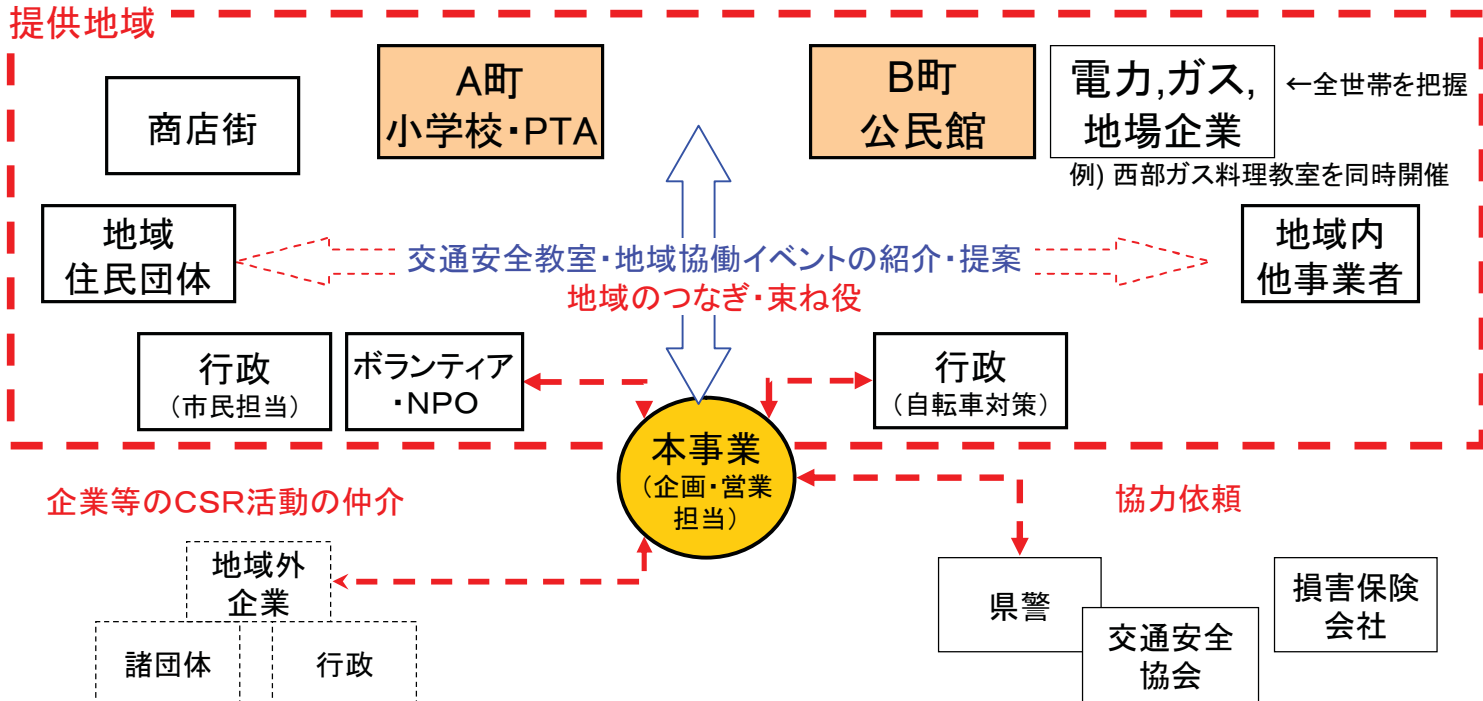 提供地域
商店街
A町
小学校・PTA
B町
公民館
電力,ガス,
地場企業
←全世帯を把握
例) 西部ガス料理教室を同時開催
地域
住民団体
交通安全教室・地域協働イベントの紹介・提案
地域のつなぎ・束ね役
地域内
他事業者
行政
（市民担当）
ボランティア
・NPO
行政
（自転車対策）
本事業
（企画・営業
担当）
企業等のCSR活動の仲介
協力依頼
地域外
企業
諸団体
行政
県警
交通安全
協会
損害保険
会社